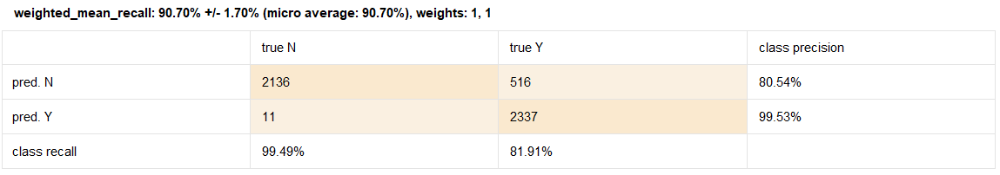 weighted_mean_recall: 90.70% +/- 1.70% (micro average: 90.70%), weights: 1, 1
true N true Y class precision
pred. N 2136 516 80.54%
pred. Y 11 2337 99.53%
class recall 99.49% 81.91%